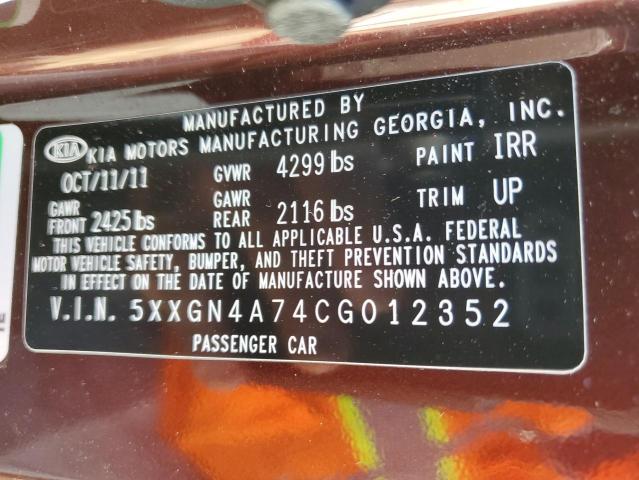 MANUFACTURED BY
KIA KIA MOTORS MANUFACTURING GEORGIA, INC.
OCT/11/11 GVWR 4299 lbs PAINT IRR
GAWR FRONT 2425 lbs GAWR REAR 2116 lbs TRIM UP
THIS VEHICLE CONFORMS TO ALL APPLICABLE U.S.A. FEDERAL
MOTOR VEHICLE SAFETY, BUMPER, AND THEFT PREVENTION STANDARDS
IN EFFECT ON THE DATE OF MANUFACTURE SHOWN ABOVE.
V.I.N. 5XXGN4A74CG012352
PASSENGER CAR